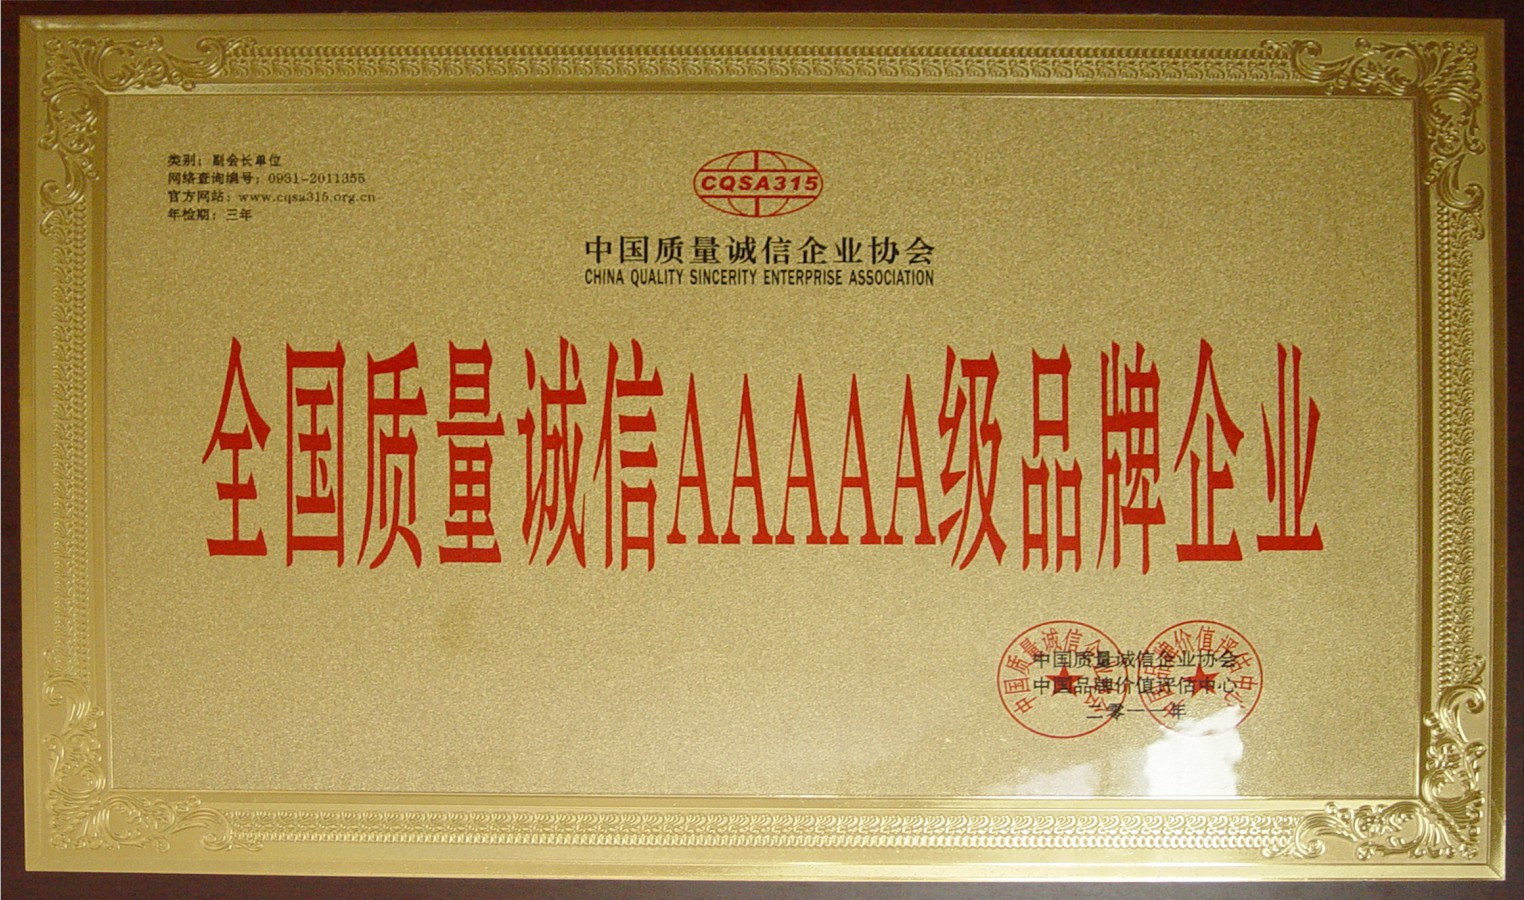 类别：副会长单位
网络查询编号：0931-2011355
官方网站：www.cqsa315.org.cn
年检期：三年
CQSA315
中国质量诚信企业协会
CHINA QUALITY SINCERITY ENTERPRISE ASSOCIATION
全国质量诚信AAAAA级品牌企业
中国质量诚信企业协会
中国品牌价值评估中心
二零一一年